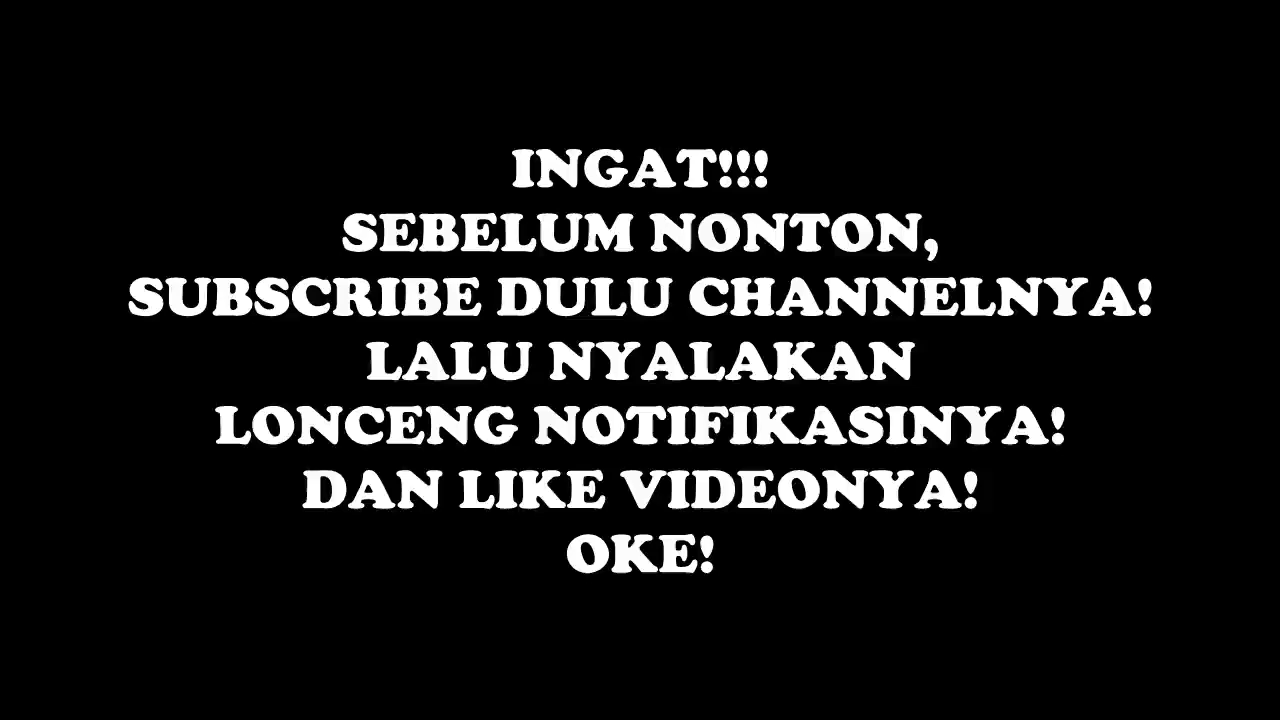 INGAT!!!
SEBELUM NONTON,
SUBSCRIBE DULU CHANNELNYA!
LALU NYALAKAN
LONCENG NOTIFIKASINYA!
DAN LIKE VIDEONYA!
OKE!